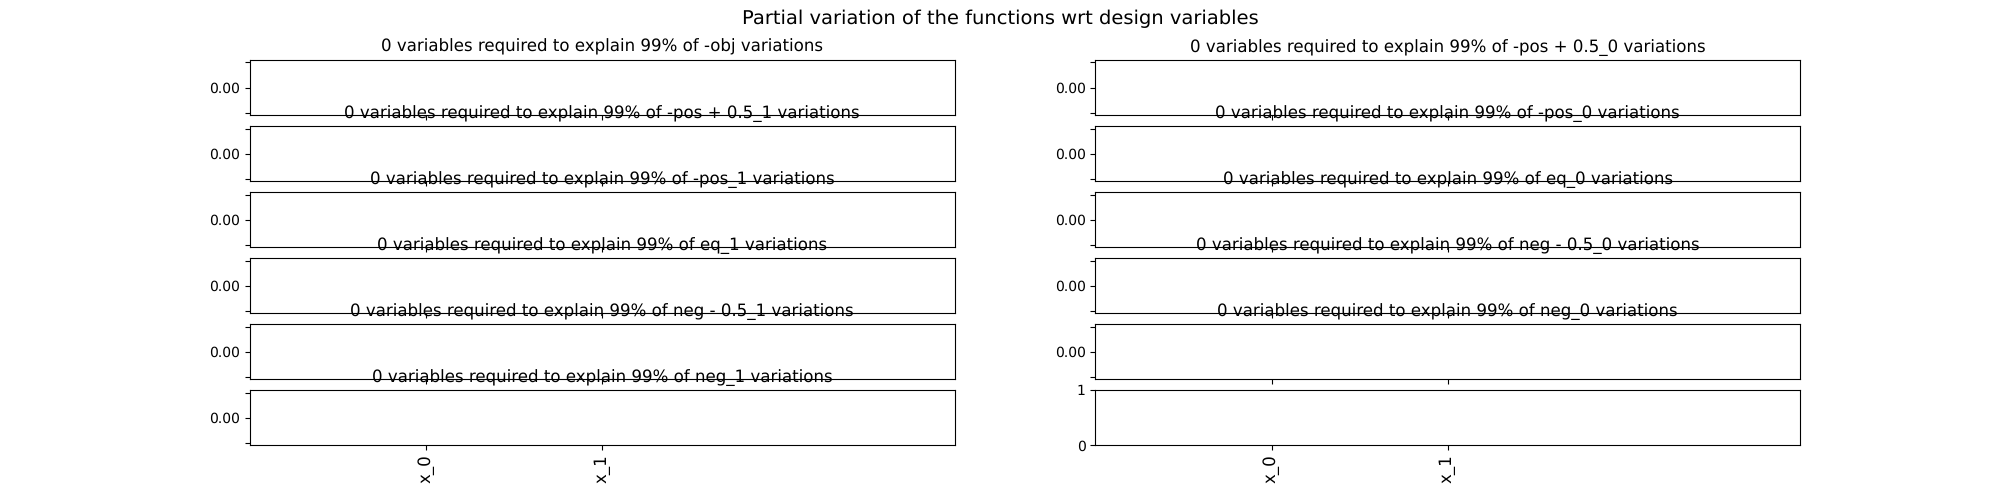 Partial variation of the functions wrt design variables
0 variables required to explain 99% of -obj variations
0 variables required to explain 99% of -pos + 0.5_0 variations
0.00
0.00
0 variables required to explain 99% of -pos + 0.5_1 variations
0 variables required to explain 99% of -pos_0 variations
0.00
0.00
0 variables required to explain 99% of -pos_1 variations
0 variables required to explain 99% of eq_0 variations
0.00
0.00
0 variables required to explain 99% of eq_1 variations
0 variables required to explain 99% of neg - 0.5_0 variations
0.00
0.00
0 variables required to explain 99% of neg - 0.5_1 variations
0 variables required to explain 99% of neg_0 variations
0.00
0.00
0 variables required to explain 99% of neg_1 variations
1
0.00
0
x_0
x_1
x_0
x_1